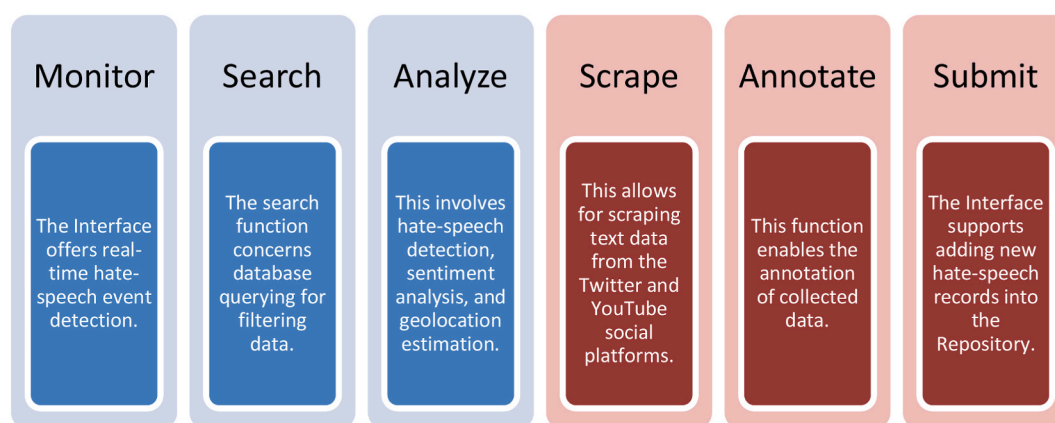 Monitor
The Interface
offers real-
time hate-
speech event
detection.
Search
The search
function
concerns
database
querying for
filtering
data.
Analyze
This involves
hate-speech
detection,
sentiment
analysis, and
geolocation
estimation.
Scrape
This allows
for scraping
text data
from the
Twitter and
YouTube
social
platforms.
Annotate
This function
enables the
annotation
of collected
data.
Submit
The Interface
supports
adding new
hate-speech
records into
the
Repository.